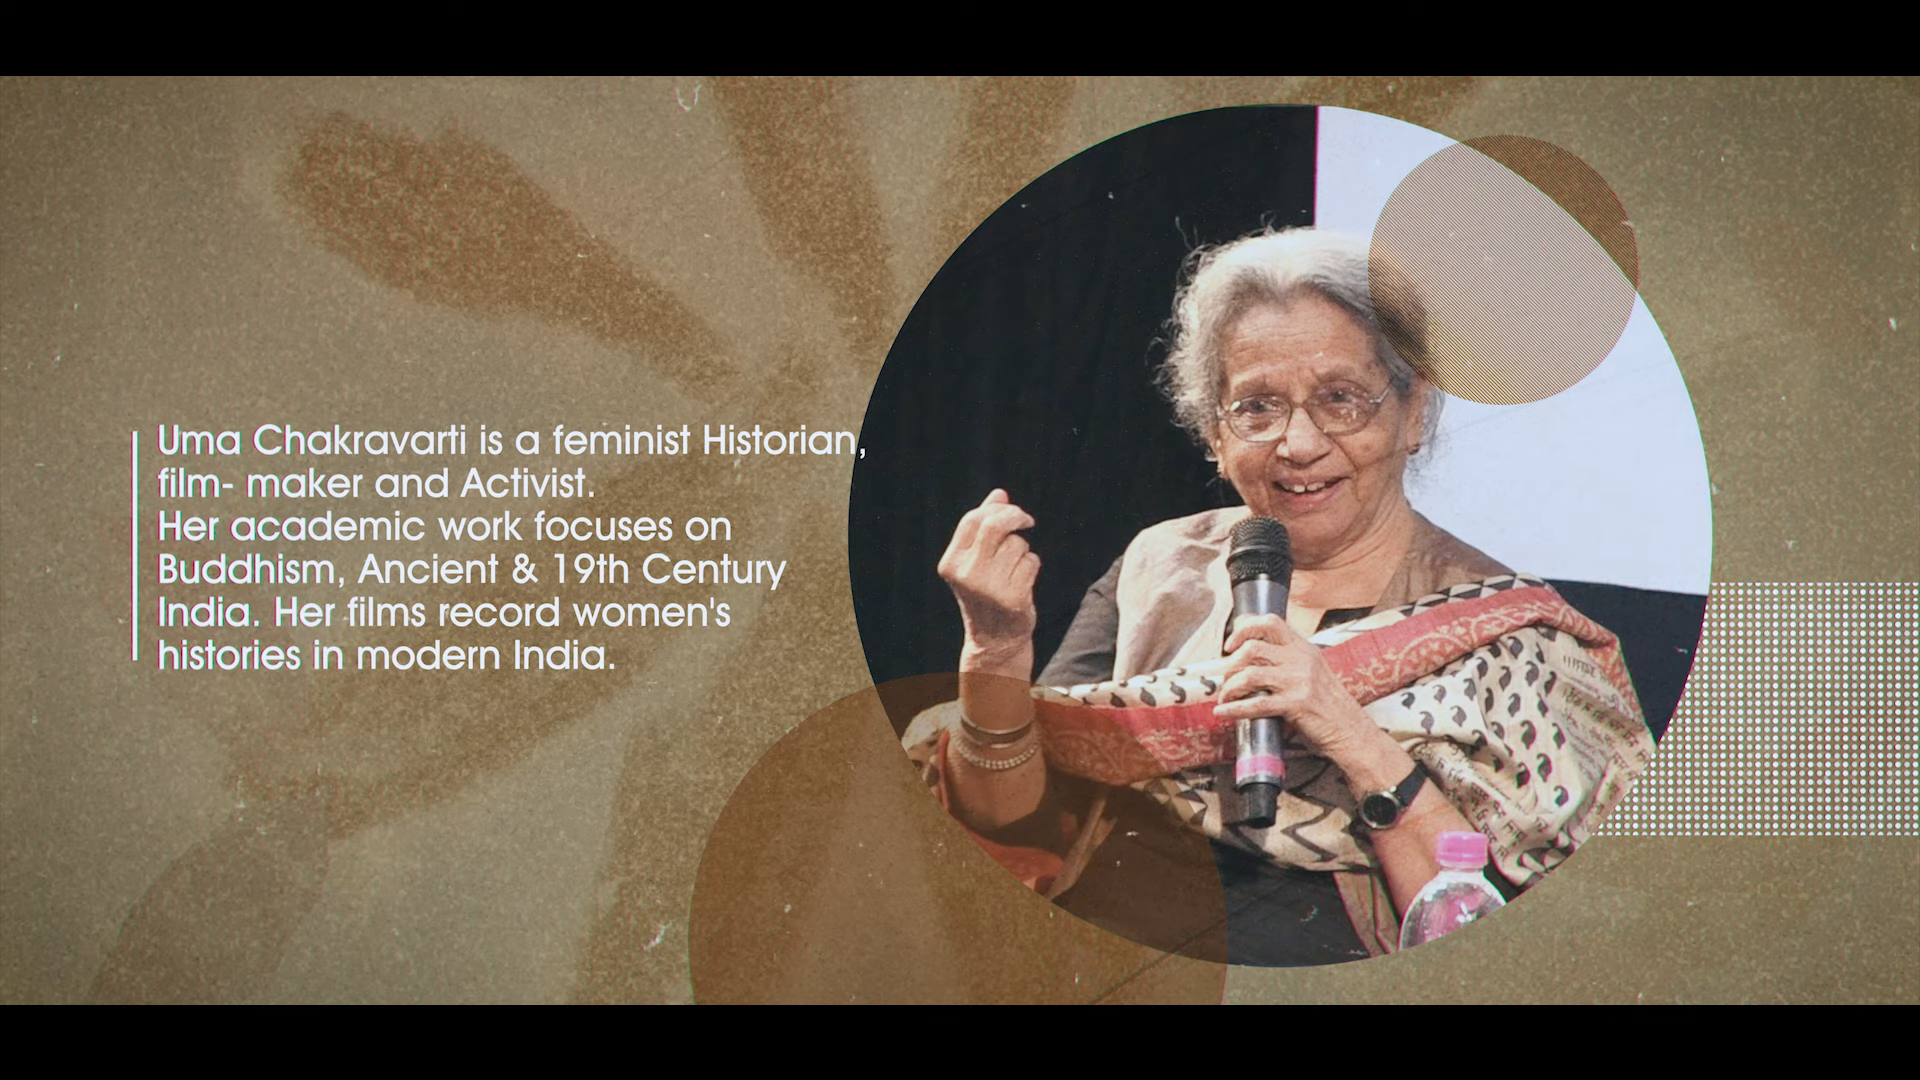 Uma Chakravarti is a feminist Historian,
film- maker and Activist.
Her academic work focuses on
Buddhism, Ancient & 19th Century
India. Her films record women's
histories in modern India.